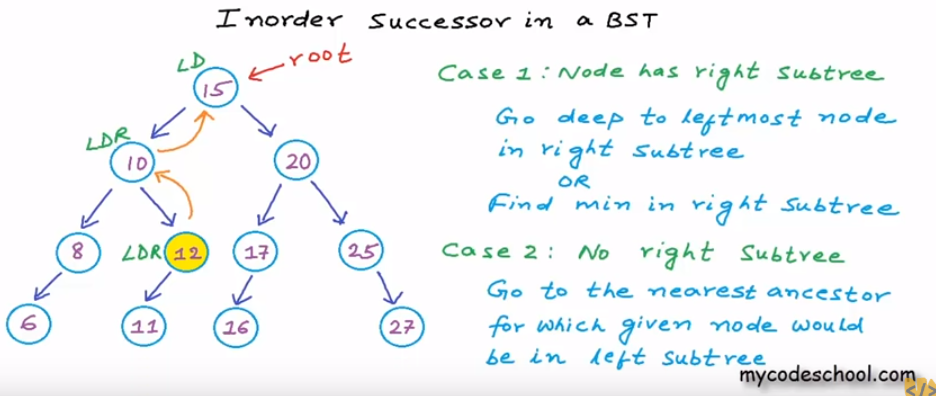 Inorder Successor in a BST
LD
root
15
LDR
10
20
8
LDR
12
17
25
6
11
16
27
Case 1: Node has right subtree
Go deep to leftmost node
in right subtree
OR
Find min in right subtree
Case 2: No right Subtree
Go to the nearest ancestor
for which given node would
be in left subtree
mycodeschool.com